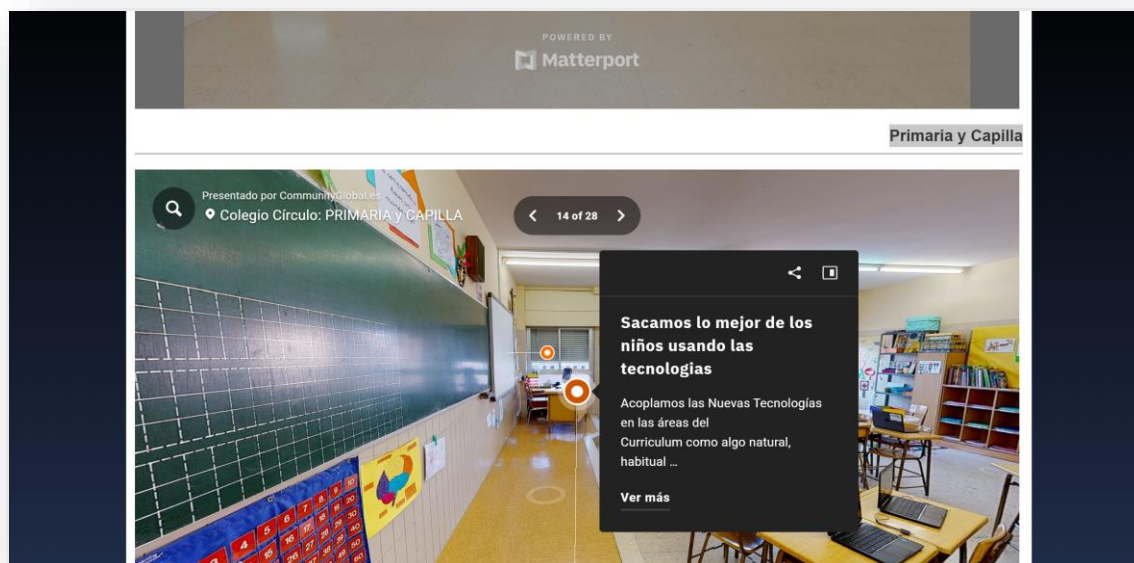 POWERED BY
Matterport
Primaria y Capilla
Presentado por CommunityGlobal.es
Colegio Círculo: PRIMARIA y CAPILLA
14 of 28
Sacamos lo mejor de los
niños usando las
tecnologias
Acoplamos las Nuevas Tecnologías
en las áreas del
Curriculum como algo natural,
habitual ...
Ver más